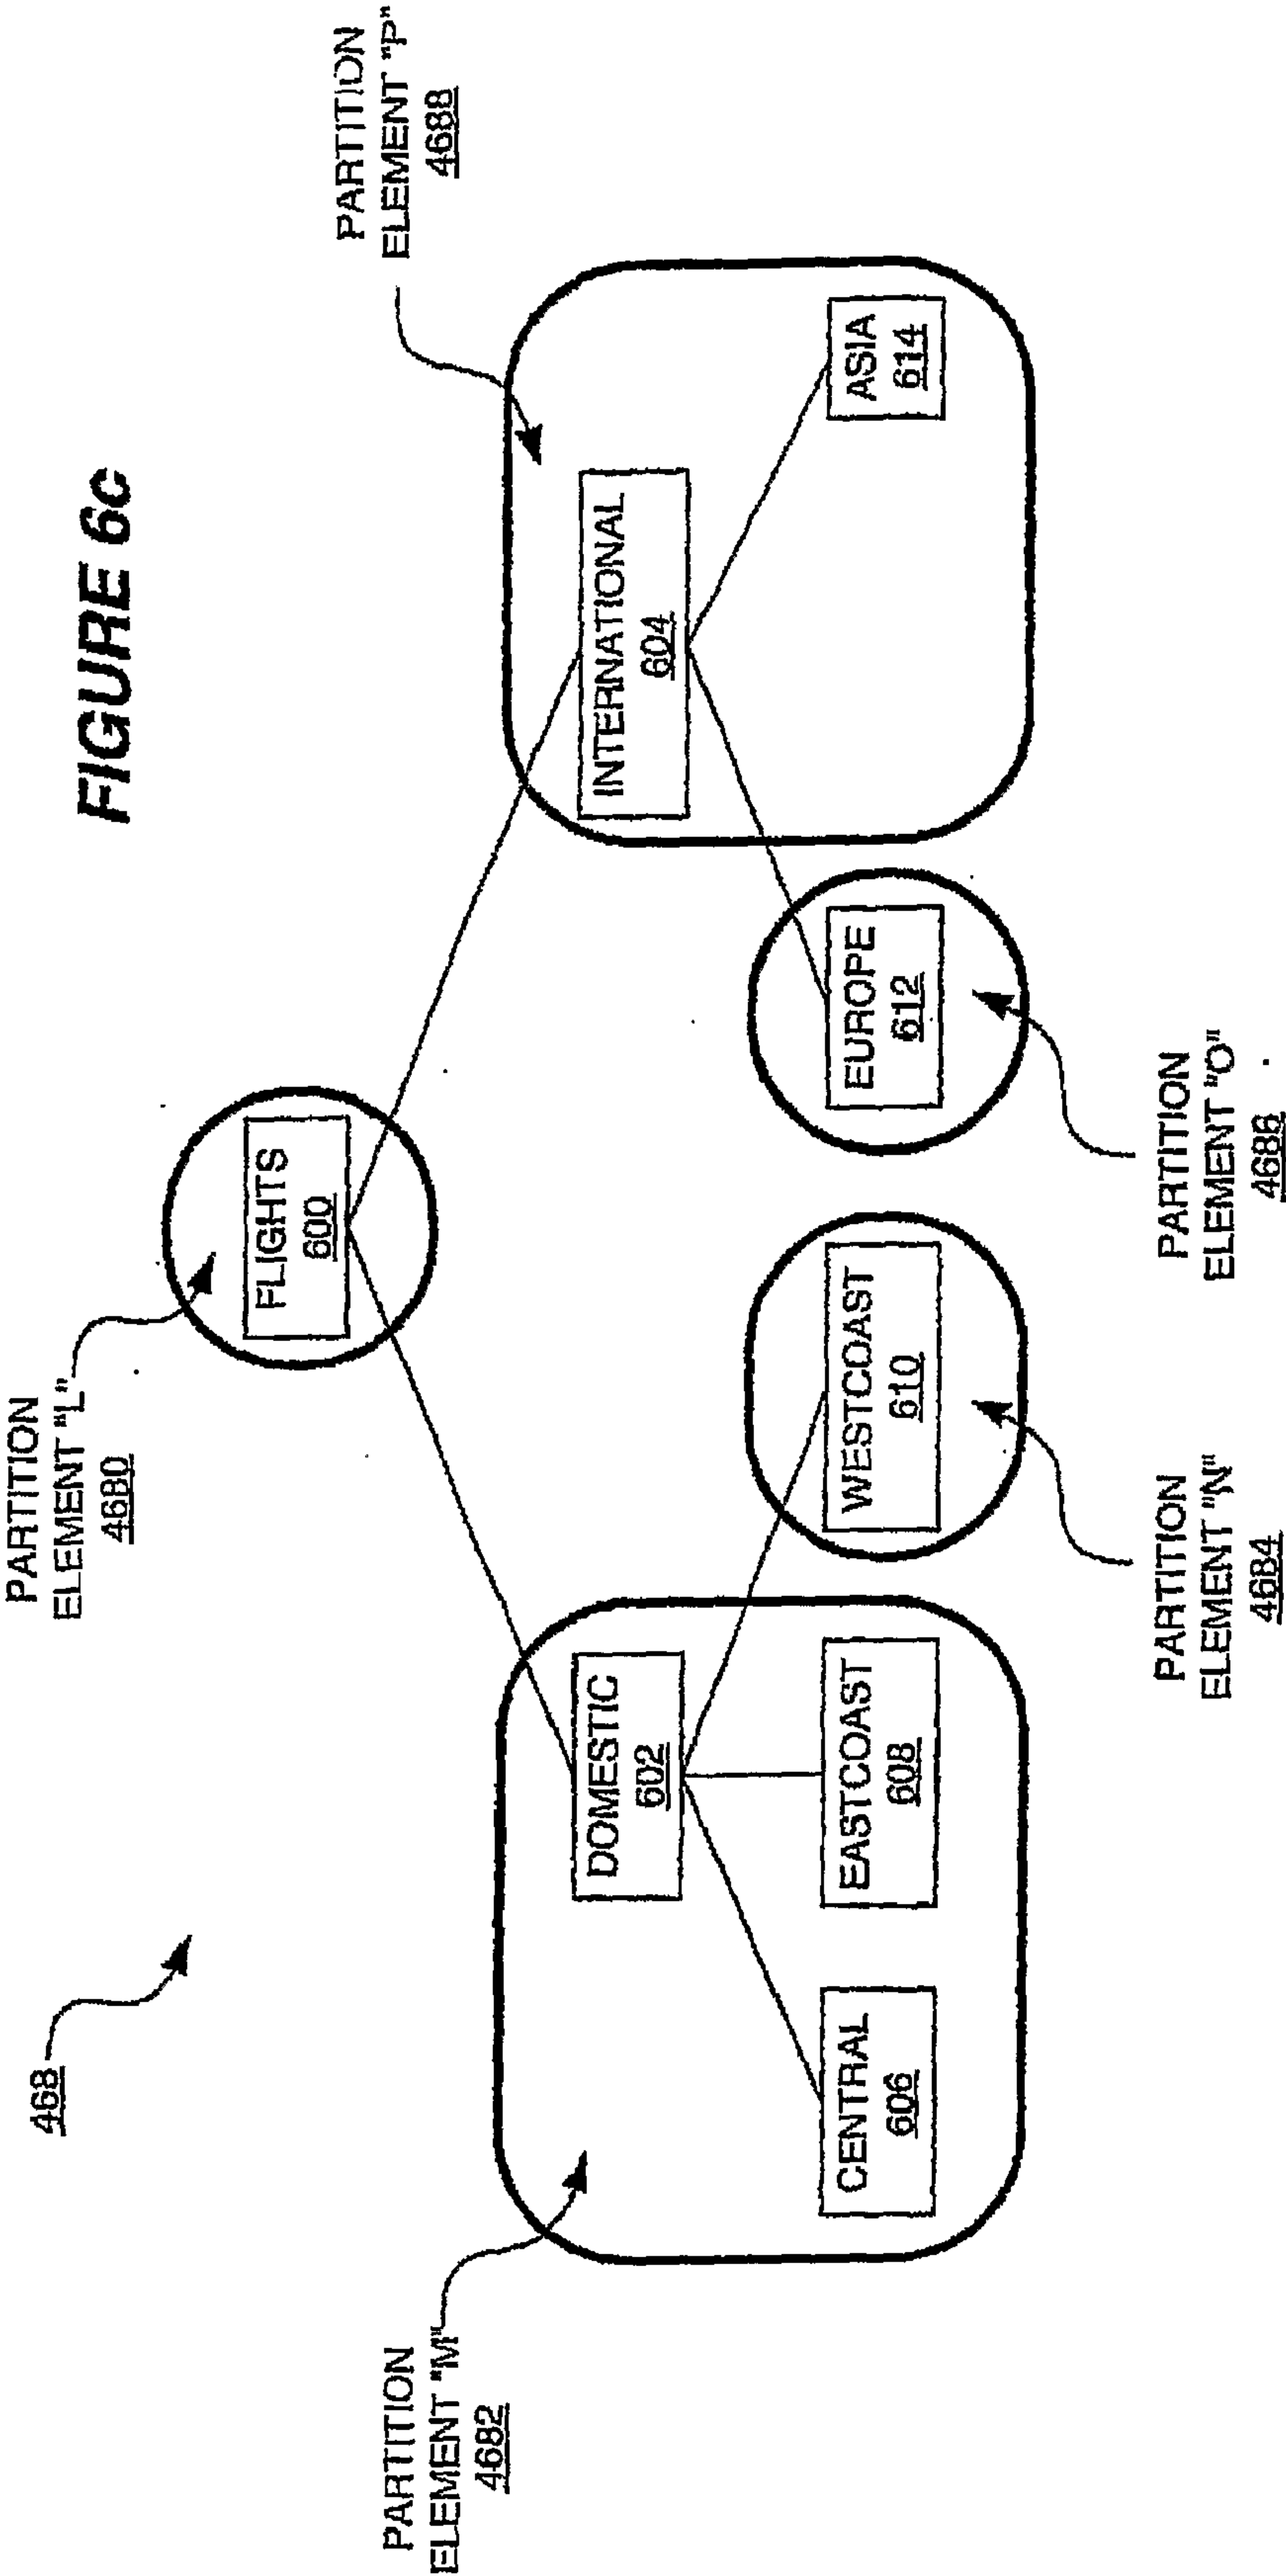 FIGURE 6c
468
PARTITION
ELEMENT "L"
4680
PARTITION
ELEMENT "P"
4688
PARTITION
ELEMENT "M"
4682
FLIGHTS
600
DOMESTIC
602
INTERNATIONAL
604
CENTRAL
606
EASTCOAST
608
WESTCOAST
610
EUROPE
612
ASIA
614
PARTITION
ELEMENT "N"
4684
PARTITION
ELEMENT "O"
4686